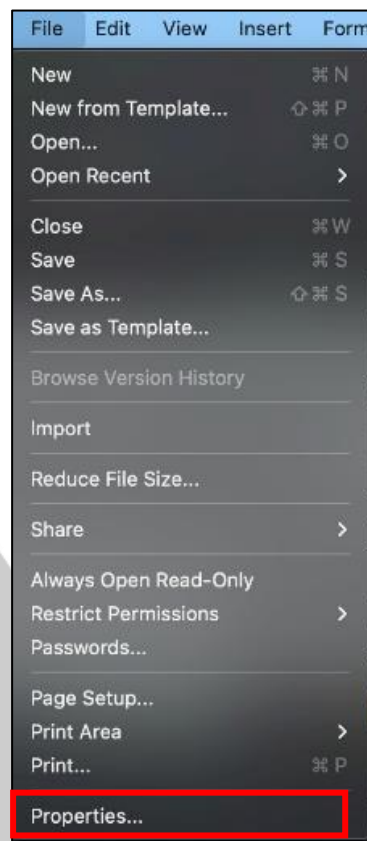 File Edit View Insert Form
New ⌘ N
New from Template... ⇧ ⌘ P
Open... ⌘ O
Open Recent >
Close ⌘ W
Save ⌘ S
Save As... ⇧ ⌘ S
Save as Template...
Browse Version History
Import
Reduce File Size...
Share >
Always Open Read-Only
Restrict Permissions >
Passwords...
Page Setup...
Print Area >
Print... ⌘ P
Properties...